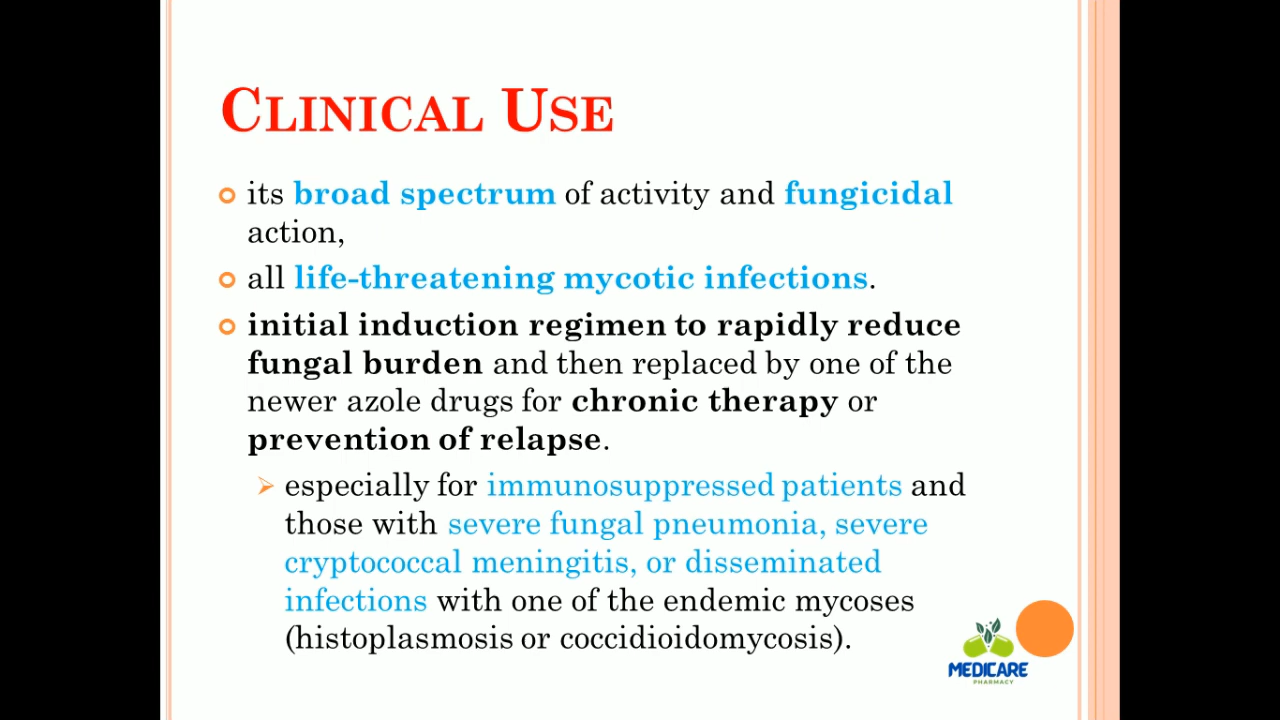 CLINICAL USE
its broad spectrum of activity and fungicidal
action,
all life-threatening mycotic infections.
initial induction regimen to rapidly reduce
fungal burden and then replaced by one of the
newer azole drugs for chronic therapy or
prevention of relapse.
especially for immunosuppressed patients and
those with severe fungal pneumonia, severe
cryptococcal meningitis, or disseminated
infections with one of the endemic mycoses
(histoplasmosis or coccidioidomycosis).
MEDICARE
PHARMACY